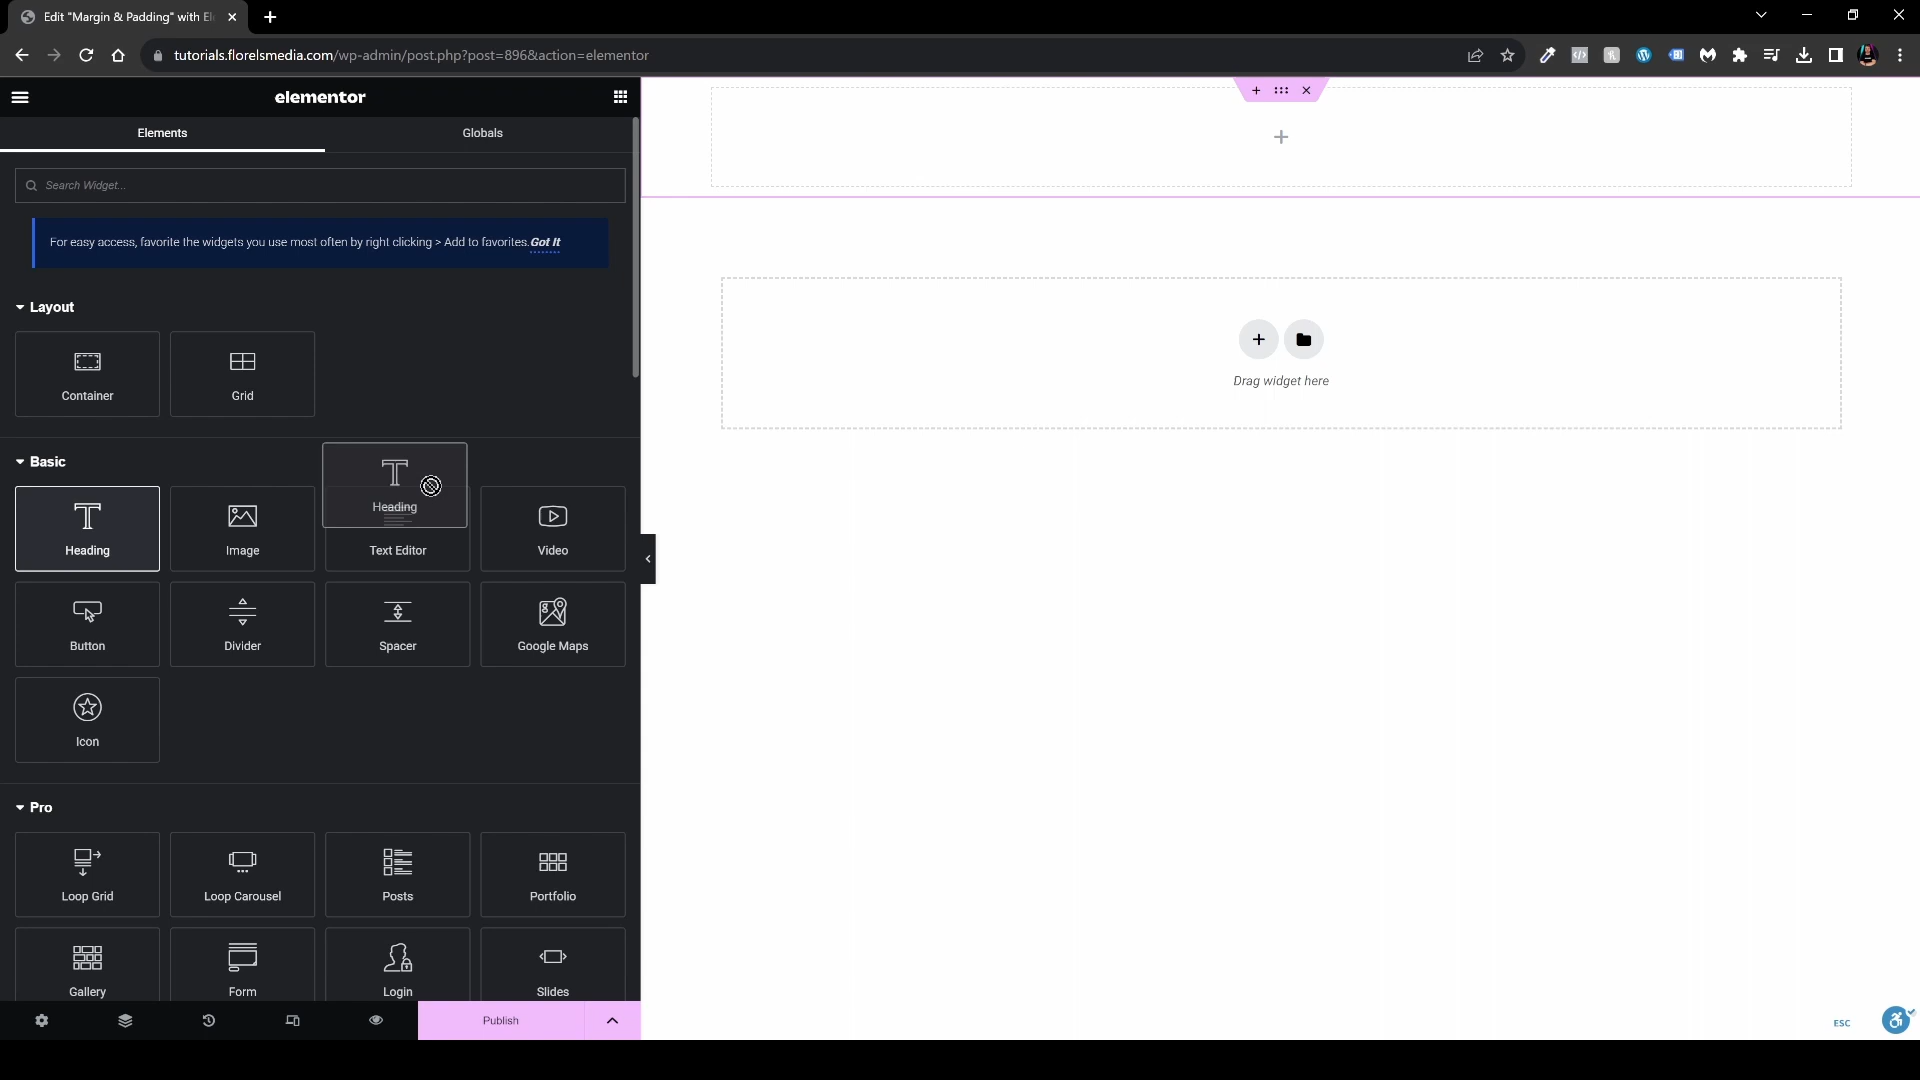 Edit "Margin & Padding" with El
tutorials.florelsmedia.com/wp-admin/post.php?post=896&action=elementor
elementor
Elements
Globals
Search Widget...
For easy access, favorite the widgets you use most often by right clicking > Add to favorites. Got It
Layout
Container
Grid
Basic
Heading
Heading
Image
Text Editor
Video
Button
Divider
Spacer
Google Maps
Icon
Pro
Loop Grid
Loop Carousel
Posts
Portfolio
Gallery
Form
Login
Slides
Publish
Drag widget here
ESC